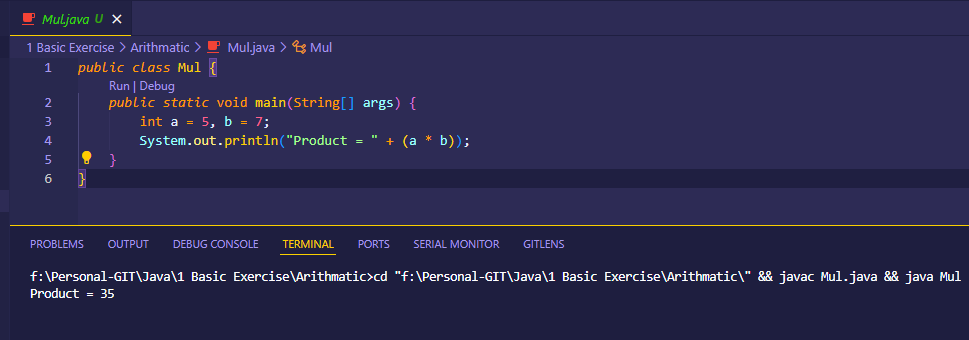 Mul.java U ✕
1 Basic Exercise > Arithmatic > Mul.java > Mul
1 public class Mul {
Run | Debug
2 public static void main(String[] args) {
3 int a = 5, b = 7;
4 System.out.println("Product = " + (a * b));
5 }
6 }
PROBLEMS OUTPUT DEBUG CONSOLE TERMINAL PORTS SERIAL MONITOR GITLENS
f:\Personal-GIT\Java\1 Basic Exercise\Arithmatic>cd "f:\Personal-GIT\Java\1 Basic Exercise\Arithmatic\" && javac Mul.java && java Mul
Product = 35